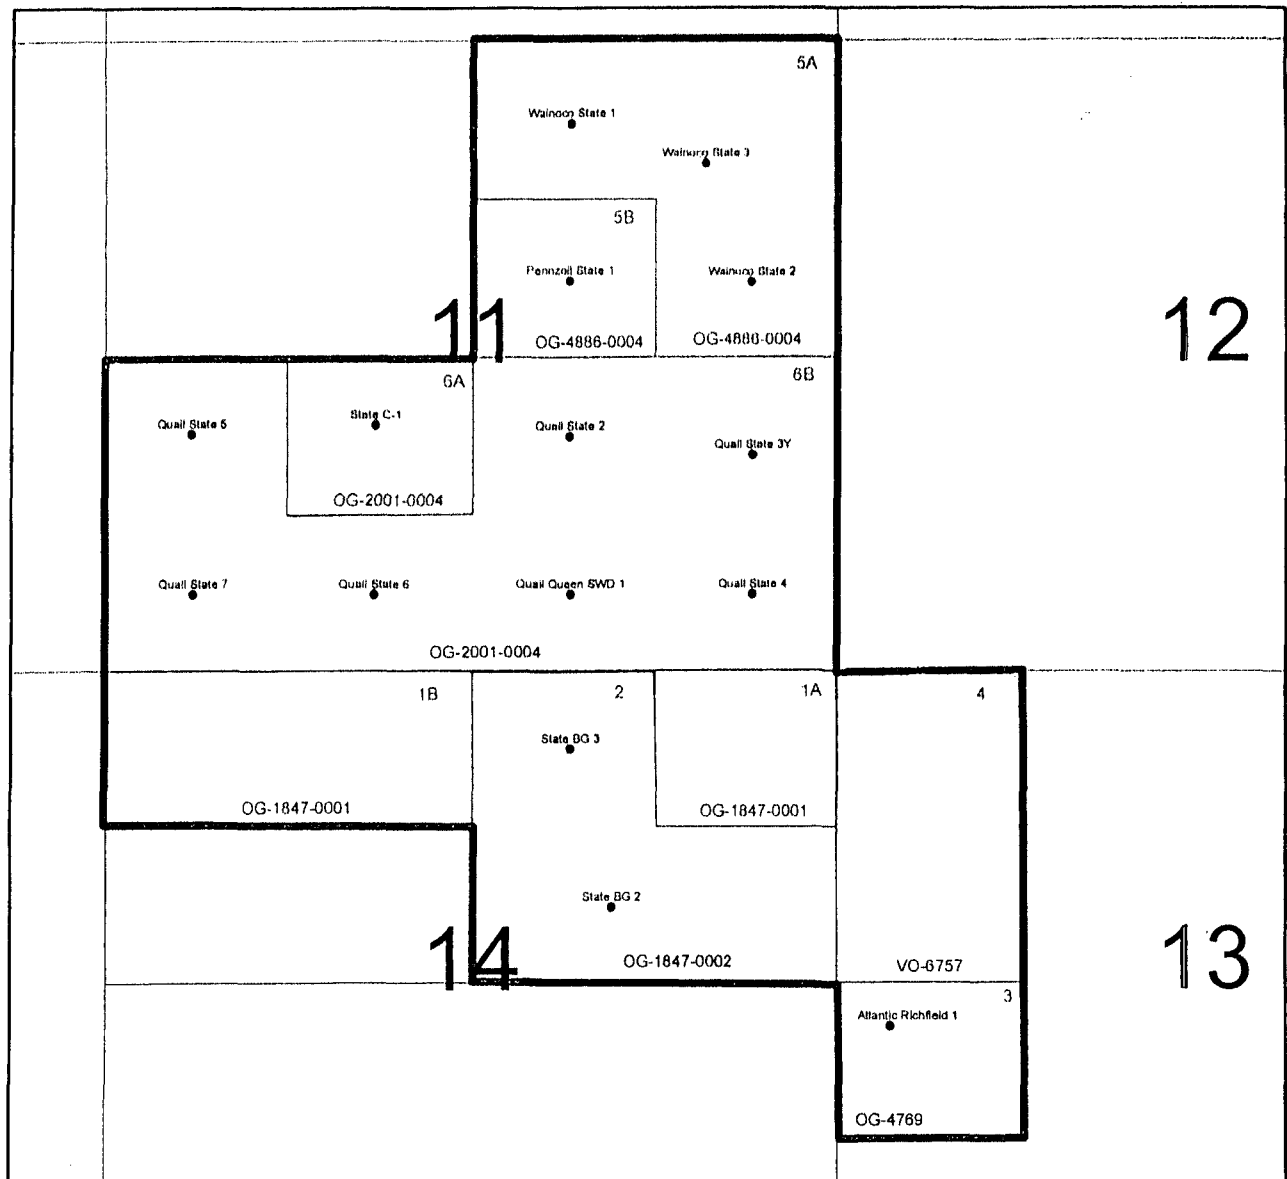 5A
Wainoco State 1
Wainoco State 3
5B
Pennzoil State 1
Wainoco State 2
11
12
OG-4886-0004
OG-4886-0004
6A
6B
Quail State 5
State C-1
Quail State 2
Quail State 3Y
OG-2001-0004
Quail State 7
Quail State 6
Quail Queen SWD 1
Quail State 4
OG-2001-0004
1B
2
1A
4
State BG 3
OG-1847-0001
OG-1847-0001
State BG 2
14
13
OG-1847-0002
VO-6757
3
Atlantic Richfield 1
OG-4769